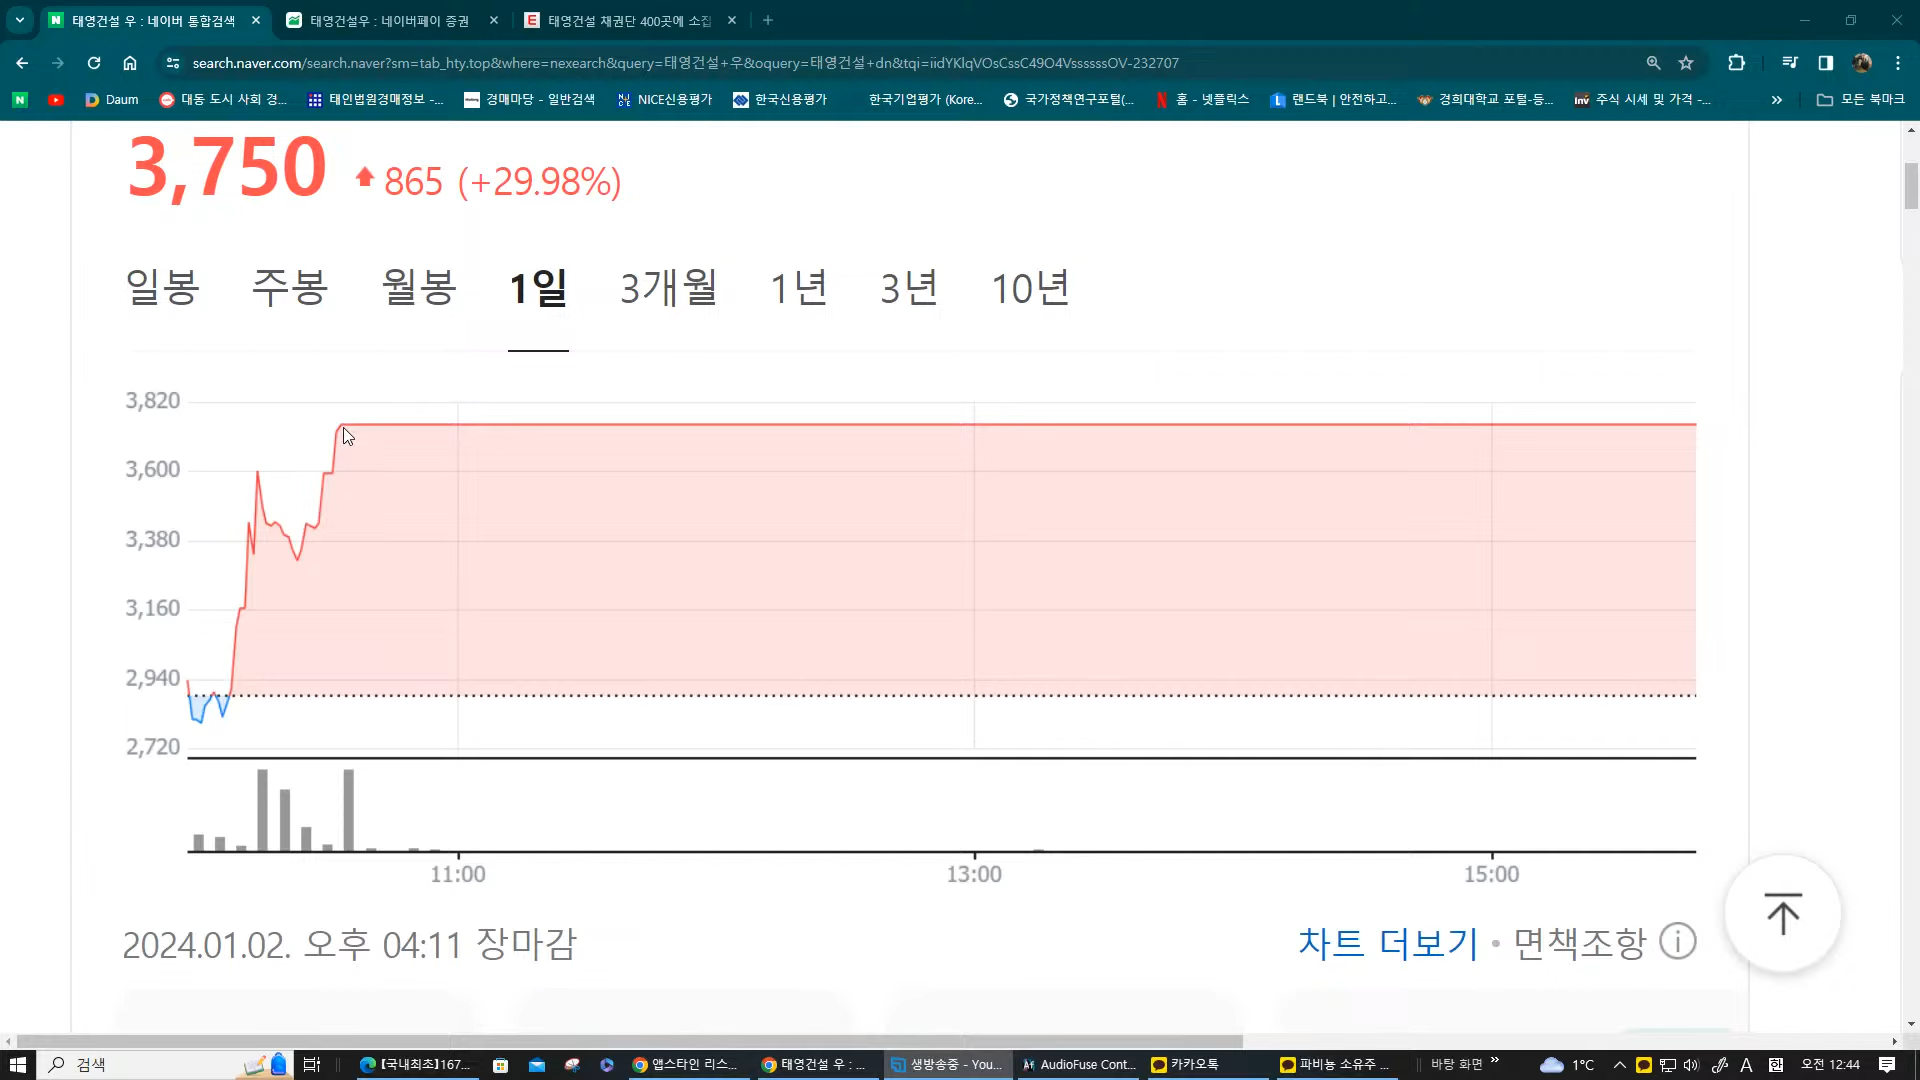 태영건설 우 : 네이버 통합검색
태영건설우 : 네이버페이 증권
태영건설 채권단 400곳에 소집
search.naver.com/search.naver?sm=tab_hty.top&where=nexearch&query=태영건설+우&oquery=태영건설+dn&tqi=iidYKlqVOsCssC49O4VssssssOV-232707
Daum
대동 도시 사회 경...
태인법원경매정보 -...
경매마당 - 일반검색
NICE신용평가
한국신용평가
한국기업평가 (Kore...
국가정책연구포털(...
홈 - 넷플릭스
랜드북 | 안전하고...
경희대학교 포털-등...
주식 시세 및 가격 -...
모든 북마크
3,750 865 (+29.98%)
일봉 주봉 월봉 1일 3개월 1년 3년 10년
3,820
3,600
3,380
3,160
2,940
2,720
11:00 13:00 15:00
2024.01.02. 오후 04:11 장마감
차트 더보기 • 면책조항
검색
【국내최초】167...
앱스타인 리스...
태영건설 우 : ...
생방송중 - You...
AudioFuse Cont...
카카오톡
파비뇽 소유주 ...
바탕 화면
1°C
A
한
오전 12:44